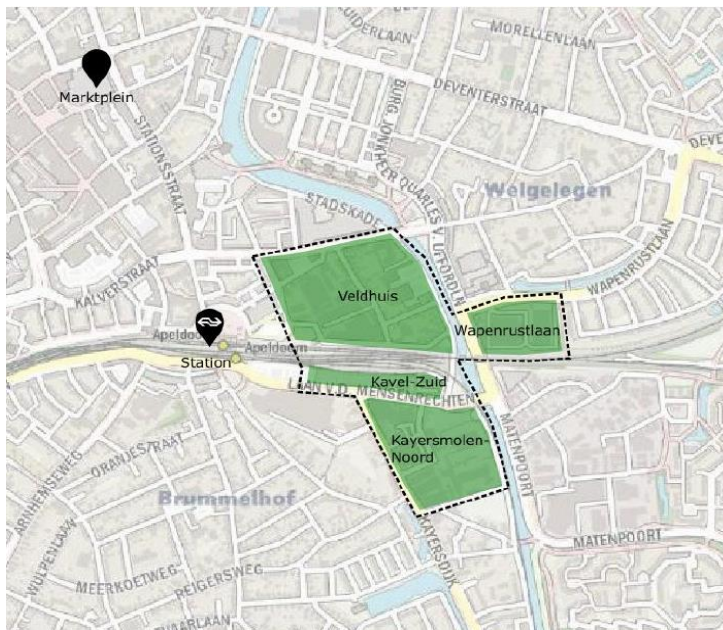 MORELLENLAAN
DEVENTERSTRAAT
Marktplein
STATIONSSTRAAT
BURG. JONKHEER QUARLES V. UFFORDLN
Welgelegen
STADSKADE
KALVERSTRAAT
Veldhuis
WAPENRUSTLAAN
Wapenrustlaan
Apeldoorn
Station
Kavel-Zuid
LAAN V.D. MENSENRECHTEN
Kayersmolen-
Noord
ORANJESTRAAT
ARNHEMSEWEG
Brummelhof
MATENPOORT
MATENPOORT
WULPENLAAN
MEERKOETWEG
REIGERSWEG
KAYERSDIJK